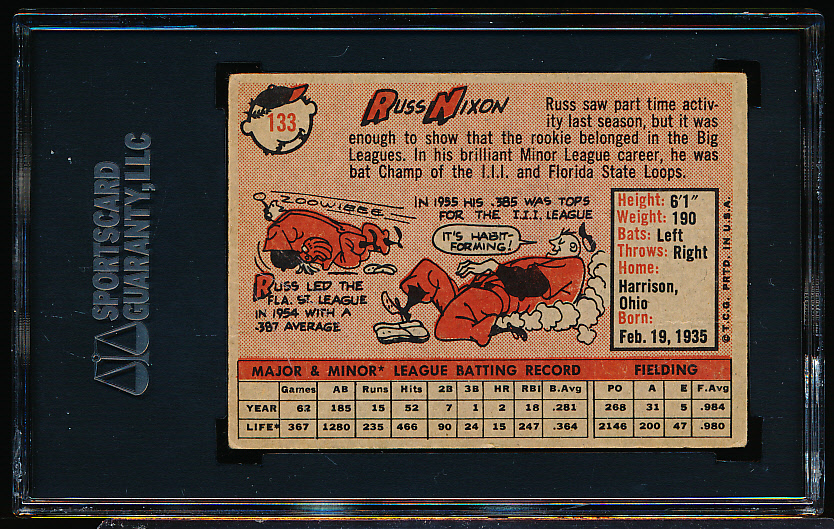 SPORTSCARD
GUARANTY, LLC
133
RUSS NIXON
Russ saw part time activ-
ity last season, but it was
enough to show that the rookie belonged in the Big
Leagues. In his brilliant Minor League career, he was
bat Champ of the I.I.I. and Florida State Loops.
ZOOWIEEE
RUSS LED THE
FLA. ST. LEAGUE
IN 1954 WITH A
.387 AVERAGE
IN 1955 HIS .385 WAS TOPS
FOR THE I.I.I. LEAGUE
IT'S HABIT-
FORMING!
Height: 6'1"
Weight: 190
Bats: Left
Throws: Right
Home:
Harrison,
Ohio
Born:
Feb. 19, 1935
© T.C.G. PRTD. IN U.S.A.
MAJOR & MINOR* LEAGUE BATTING RECORD FIELDING
Games AB Runs Hits 2B 3B HR RBI B.Avg PO A E F.Avg
YEAR 62 185 15 52 7 1 2 18 .281 268 31 5 .984
LIFE* 367 1280 235 466 90 24 15 247 .364 2146 200 47 .980